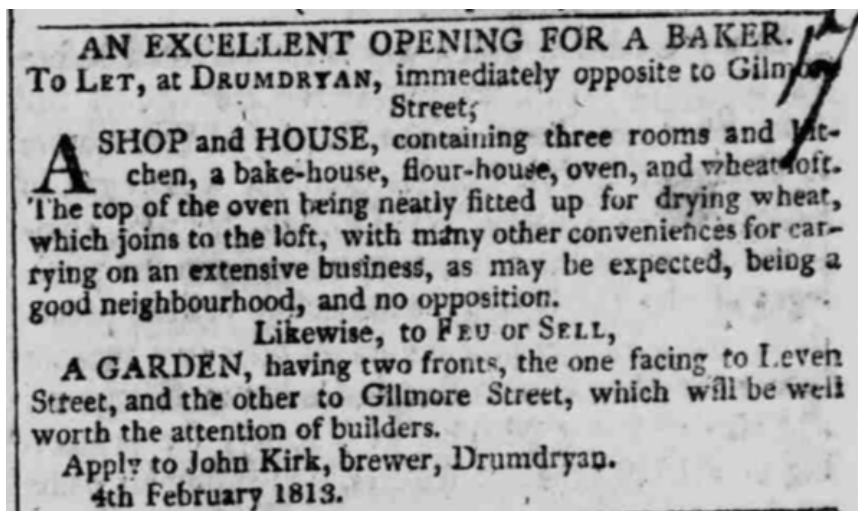 AN EXCELLENT OPENING FOR A BAKER.
To LET, at DRUMDRYAN, immediately opposite to Gilmore
Street;
A SHOP and HOUSE, containing three rooms and kit-
chen, a bake-house, flour-house, oven, and wheat-loft.
The top of the oven being neatly fitted up for drying wheat,
which joins to the loft, with many other conveniences for car-
rying on an extensive business, as may be expected, being a
good neighbourhood, and no opposition.
Likewise, to FEU or SELL,
A GARDEN, having two fronts, the one facing to Leven
Street, and the other to Gilmore Street, which will be well
worth the attention of builders.
Apply to John Kirk, brewer, Drumdryan.
4th February 1813.